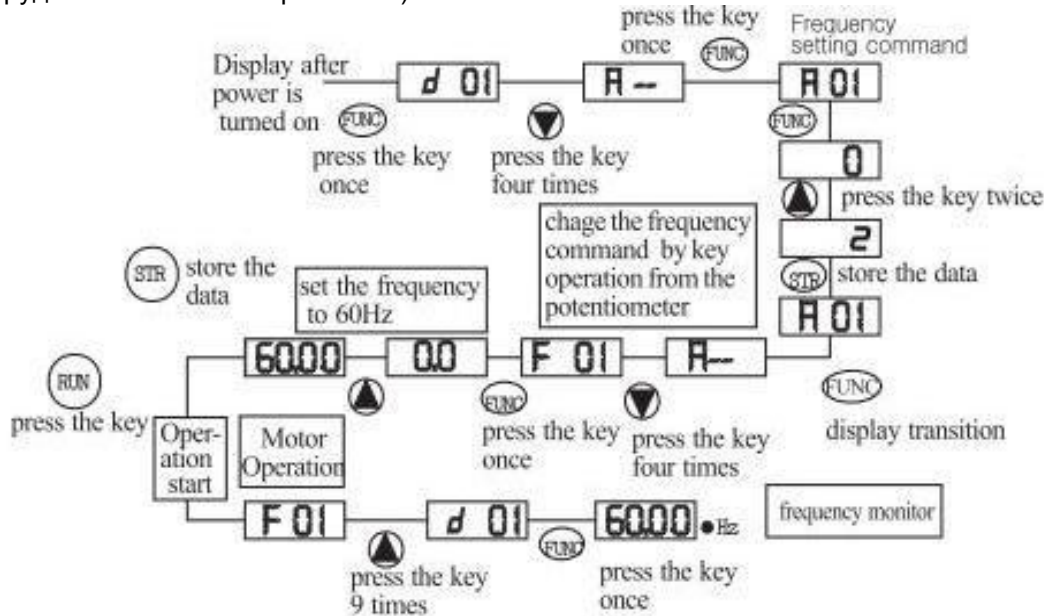 press the key
once
FUNC
Frequency
setting command
Display after
power is
turned on
d 01
A --
A 01
FUNC
press the key
once
press the key
four times
FUNC
0
press the key twice
2
STR
store the data
A 01
chage the frequency
command by key
operation from the
potentiometer
STR
store the
data
set the frequency
to 60Hz
60.00
0.0
F 01
A--
FUNC
display transition
RUN
press the key
FUNC
press the key
once
press the key
four times
Oper-
ation
start
Motor
Operation
F 01
d 01
60.00
Hz
frequency monitor
press the key
9 times
FUNC
press the key
once